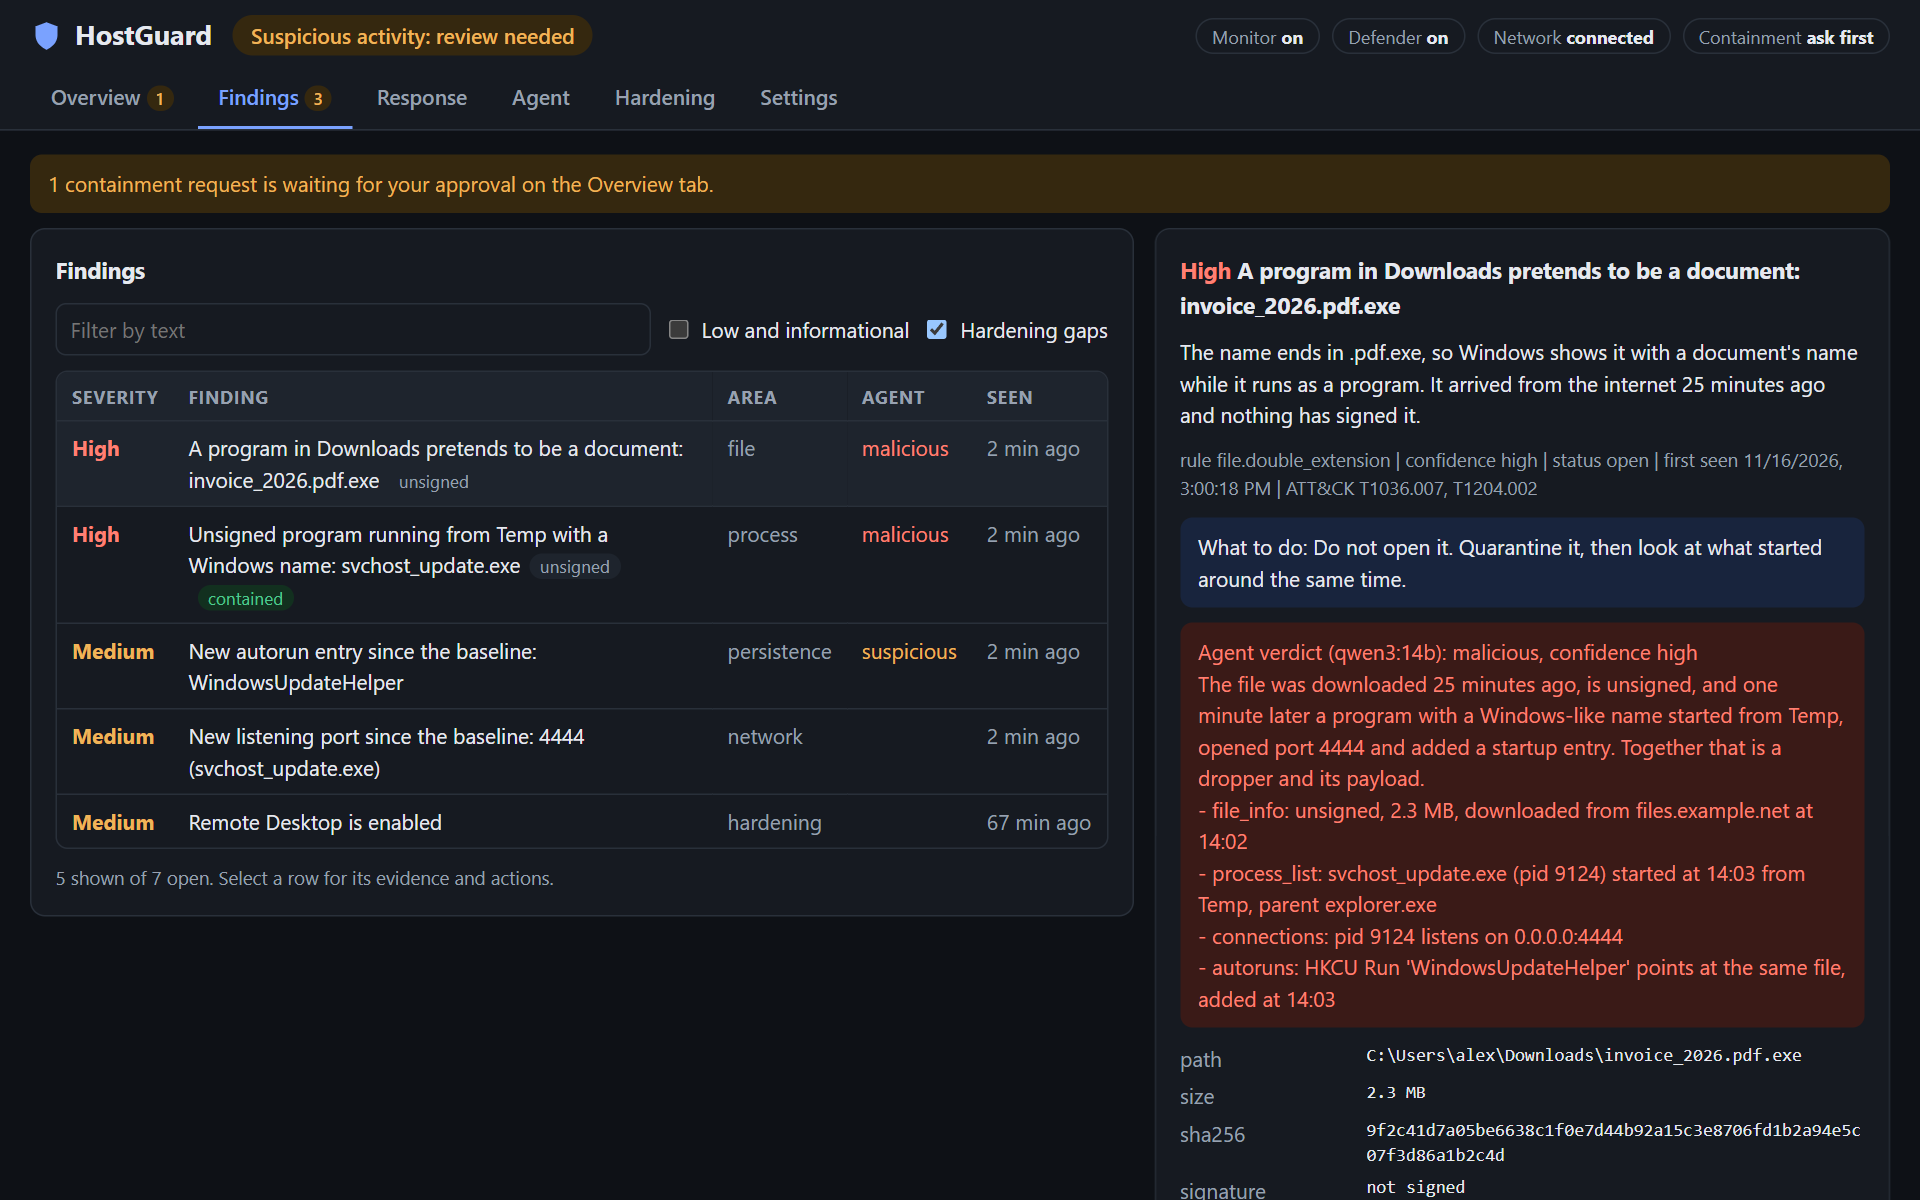 HostGuard
Suspicious activity: review needed
Monitor on
Defender on
Network connected
Containment ask first
Overview 1
Findings 3
Response
Agent
Hardening
Settings
1 containment request is waiting for your approval on the Overview tab.
Findings
Filter by text
Low and informational
Hardening gaps
SEVERITY FINDING AREA AGENT SEEN
High A program in Downloads pretends to be a document: file malicious 2 min ago
invoice_2026.pdf.exe unsigned
High Unsigned program running from Temp with a process malicious 2 min ago
Windows name: svchost_update.exe unsigned
contained
Medium New autorun entry since the baseline: persistence suspicious 2 min ago
WindowsUpdateHelper
Medium New listening port since the baseline: 4444 network 2 min ago
(svchost_update.exe)
Medium Remote Desktop is enabled hardening 67 min ago
5 shown of 7 open. Select a row for its evidence and actions.
High A program in Downloads pretends to be a document:
invoice_2026.pdf.exe
The name ends in .pdf.exe, so Windows shows it with a document's name
while it runs as a program. It arrived from the internet 25 minutes ago
and nothing has signed it.
rule file.double_extension | confidence high | status open | first seen 11/16/2026,
3:00:18 PM | ATT&CK T1036.007, T1204.002
What to do: Do not open it. Quarantine it, then look at what started
around the same time.
Agent verdict (qwen3:14b): malicious, confidence high
The file was downloaded 25 minutes ago, is unsigned, and one
minute later a program with a Windows-like name started from Temp,
opened port 4444 and added a startup entry. Together that is a
dropper and its payload.
- file_info: unsigned, 2.3 MB, downloaded from files.example.net at
14:02
- process_list: svchost_update.exe (pid 9124) started at 14:03 from
Temp, parent explorer.exe
- connections: pid 9124 listens on 0.0.0.0:4444
- autoruns: HKCU Run 'WindowsUpdateHelper' points at the same file,
added at 14:03
path C:\Users\alex\Downloads\invoice_2026.pdf.exe
size 2.3 MB
sha256 9f2c41d7a05be6638c1f0e7d44b92a15c3e8706fd1b2a94e5c
07f3d86a1b2c4d
signature not signed